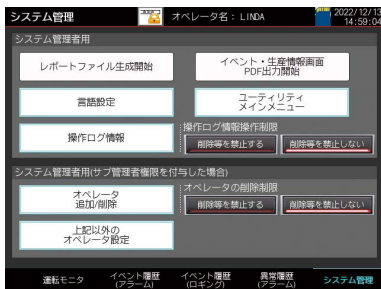 システム管理
オペレータ名： LINDA
2022/12/13
14:59:04
システム管理者用
レポートファイル生成開始
イベント・生産情報画面
PDF出力開始
言語設定
ユーティリティ
メインメニュー
操作ログ情報
操作ログ情報操作制限
削除等を禁止する
削除等を禁止しない
システム管理者用(サブ管理者権限を付与した場合)
オペレータ
追加/削除
オペレータの削除制限
削除等を禁止する
削除等を禁止しない
上記以外の
オペレータ設定
運転モニタ
イベント履歴
(アラーム)
イベント履歴
(ロギング)
異常履歴
(アラーム)
システム管理